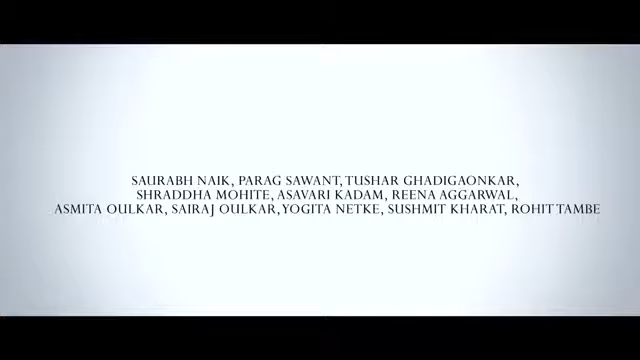 SAURABH NAIK, PARAG SAWANT, TUSHAR GHADIGAONKAR,
SHRADDHA MOHITE, ASAVARI KADAM, REENA AGGARWAL,
ASMITA OULKAR, SAIRAJ OULKAR, YOGITA NETKE, SUSHMIT KHARAT, ROHIT TAMBE